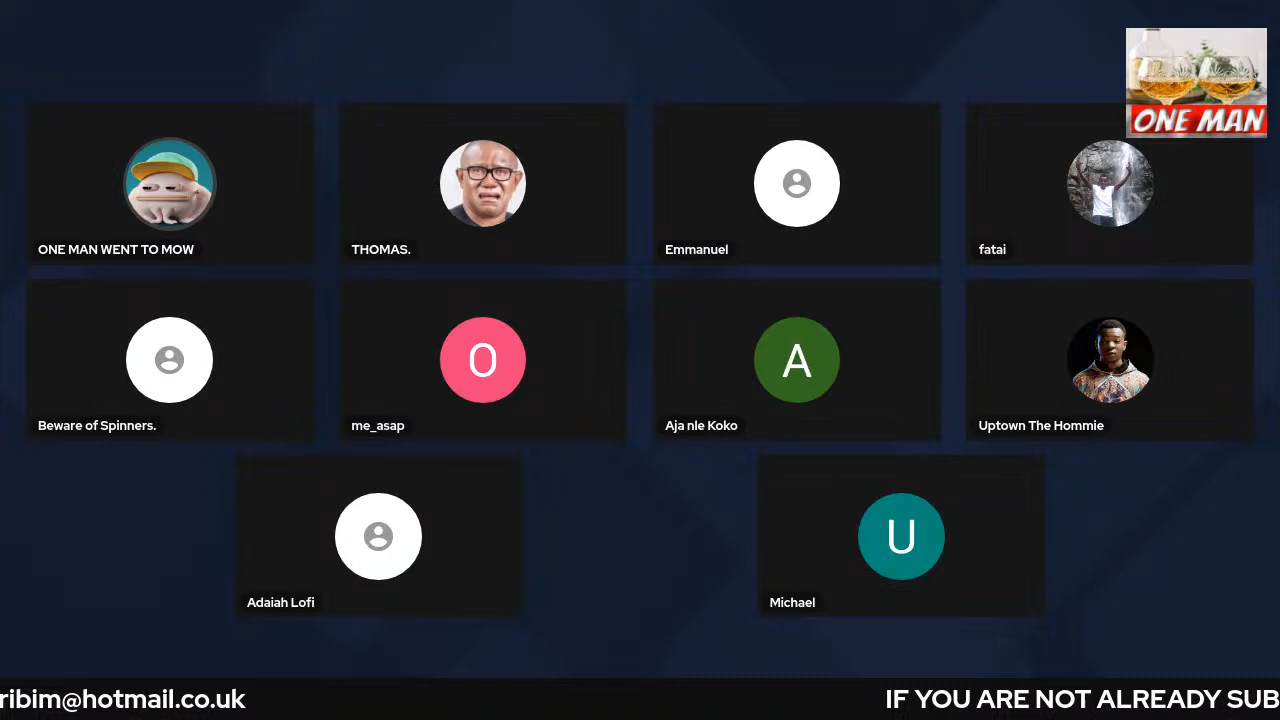 ONE MAN
ONE MAN WENT TO MOW
THOMAS.
Emmanuel
fatai
Beware of Spinners.
O
me_asap
A
Aja nle Koko
Uptown The Hommie
Adaiah Lofi
U
Michael
ribim@hotmail.co.uk
IF YOU ARE NOT ALREADY SUB